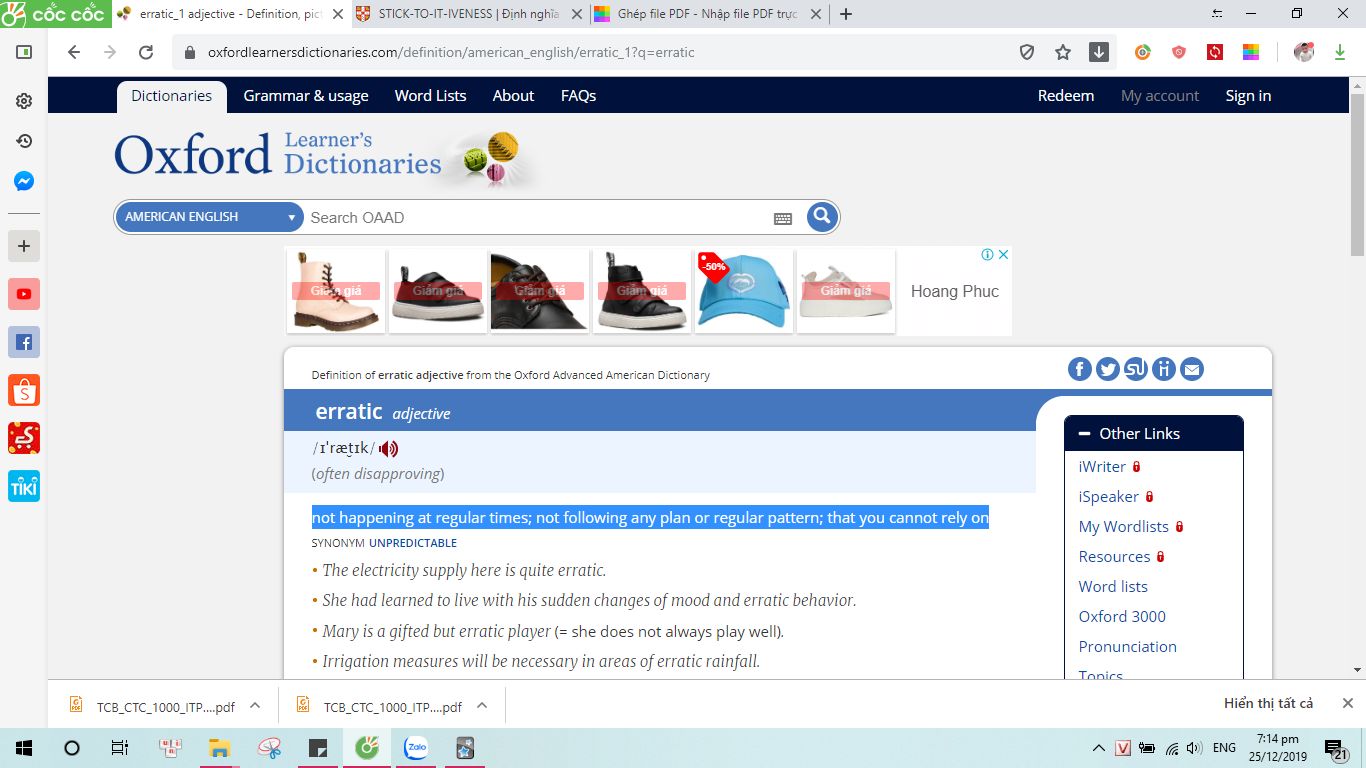 cốc cốc
erratic_1 adjective - Definition, pict
STICK-TO-IT-IVENESS | Định nghĩa
Ghép file PDF - Nhập file PDF trực
oxfordlearnersdictionaries.com/definition/american_english/erratic_1?q=erratic
Dictionaries Grammar & usage Word Lists About FAQs Redeem My account Sign in
Oxford Learner's Dictionaries
AMERICAN ENGLISH Search OAAD
-50%
Giảm giá Giảm giá Giảm giá Giảm giá Giảm giá
Hoang Phuc
Definition of erratic adjective from the Oxford Advanced American Dictionary
erratic adjective
/ɪˈræt̮ɪk/
(often disapproving)
not happening at regular times; not following any plan or regular pattern; that you cannot rely on
SYNONYM UNPREDICTABLE
• The electricity supply here is quite erratic.
• She had learned to live with his sudden changes of mood and erratic behavior.
• Mary is a gifted but erratic player (= she does not always play well).
• Irrigation measures will be necessary in areas of erratic rainfall.
Other Links
iWriter
iSpeaker
My Wordlists
Resources
Word lists
Oxford 3000
Pronunciation
Topics
TIKI
TCB_CTC_1000_ITP....pdf
TCB_CTC_1000_ITP....pdf
Hiển thị tất cả
Zalo
V
ENG
7:14 pm
25/12/2019
21